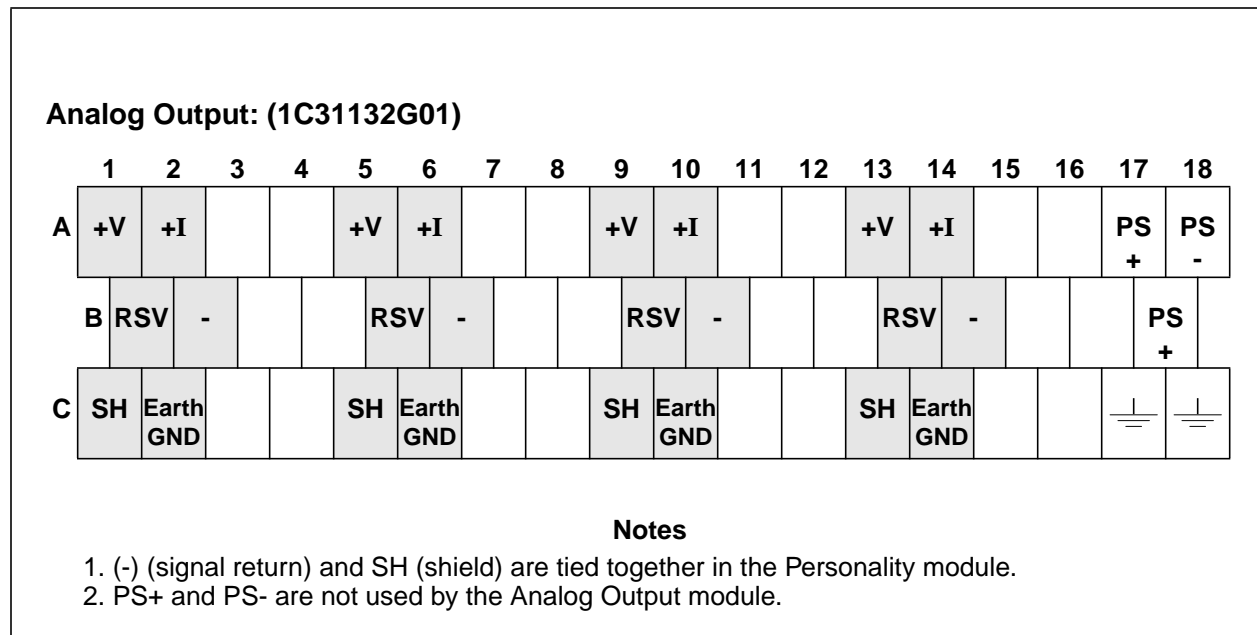 Analog Output: (1C31132G01)
1 2 3 4 5 6 7 8 9 10 11 12 13 14 15 16 17 18
A +V +I +V +I +V +I +V +I PS + PS -
B RSV - RSV - RSV - RSV - PS +
C SH Earth GND SH Earth GND SH Earth GND SH Earth GND
Notes
1. (-) (signal return) and SH (shield) are tied together in the Personality module.
2. PS+ and PS- are not used by the Analog Output module.